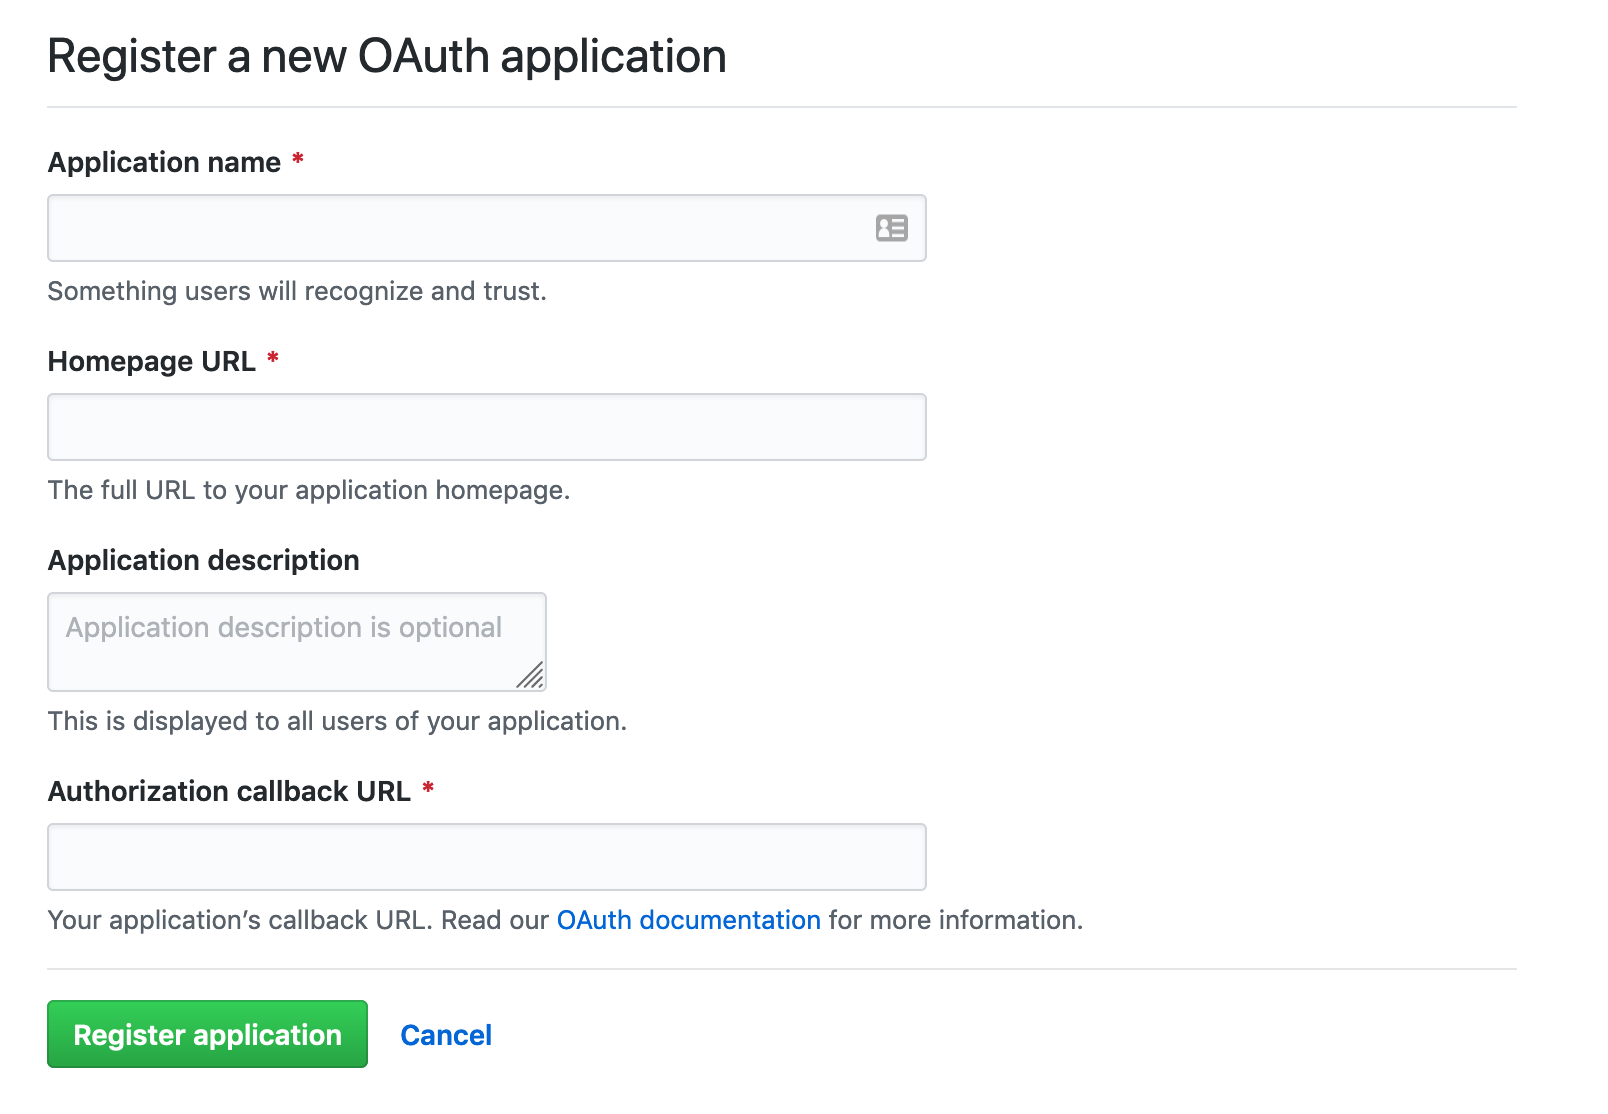 Register a new OAuth application
Application name *
Something users will recognize and trust.
Homepage URL *
The full URL to your application homepage.
Application description
Application description is optional
This is displayed to all users of your application.
Authorization callback URL *
Your application’s callback URL. Read our OAuth documentation for more information.
Register application Cancel